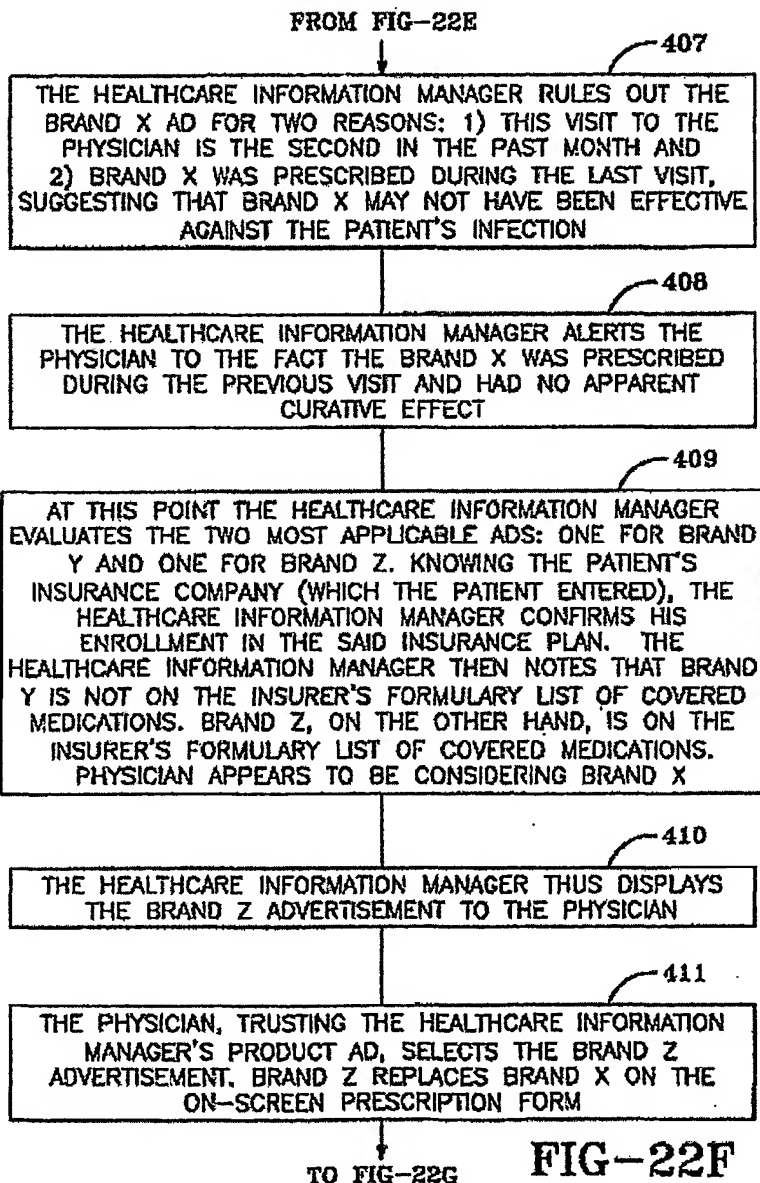 FROM FIG-22E
407
THE HEALTHCARE INFORMATION MANAGER RULES OUT THE
BRAND X AD FOR TWO REASONS: 1) THIS VISIT TO THE
PHYSICIAN IS THE SECOND IN THE PAST MONTH AND
2) BRAND X WAS PRESCRIBED DURING THE LAST VISIT,
SUGGESTING THAT BRAND X MAY NOT HAVE BEEN EFFECTIVE
AGAINST THE PATIENT'S INFECTION
408
THE HEALTHCARE INFORMATION MANAGER ALERTS THE
PHYSICIAN TO THE FACT THE BRAND X WAS PRESCRIBED
DURING THE PREVIOUS VISIT AND HAD NO APPARENT
CURATIVE EFFECT
409
AT THIS POINT THE HEALTHCARE INFORMATION MANAGER
EVALUATES THE TWO MOST APPLICABLE ADS: ONE FOR BRAND
Y AND ONE FOR BRAND Z. KNOWING THE PATIENT'S
INSURANCE COMPANY (WHICH THE PATIENT ENTERED), THE
HEALTHCARE INFORMATION MANAGER CONFIRMS HIS
ENROLLMENT IN THE SAID INSURANCE PLAN. THE
HEALTHCARE INFORMATION MANAGER THEN NOTES THAT BRAND
Y IS NOT ON THE INSURER'S FORMULARY LIST OF COVERED
MEDICATIONS. BRAND Z, ON THE OTHER HAND, IS ON THE
INSURER'S FORMULARY LIST OF COVERED MEDICATIONS.
PHYSICIAN APPEARS TO BE CONSIDERING BRAND X
410
THE HEALTHCARE INFORMATION MANAGER THUS DISPLAYS
THE BRAND Z ADVERTISEMENT TO THE PHYSICIAN
411
THE PHYSICIAN, TRUSTING THE HEALTHCARE INFORMATION
MANAGER'S PRODUCT AD, SELECTS THE BRAND Z
ADVERTISEMENT. BRAND Z REPLACES BRAND X ON THE
ON-SCREEN PRESCRIPTION FORM
TO FIG-22G
FIG-22F